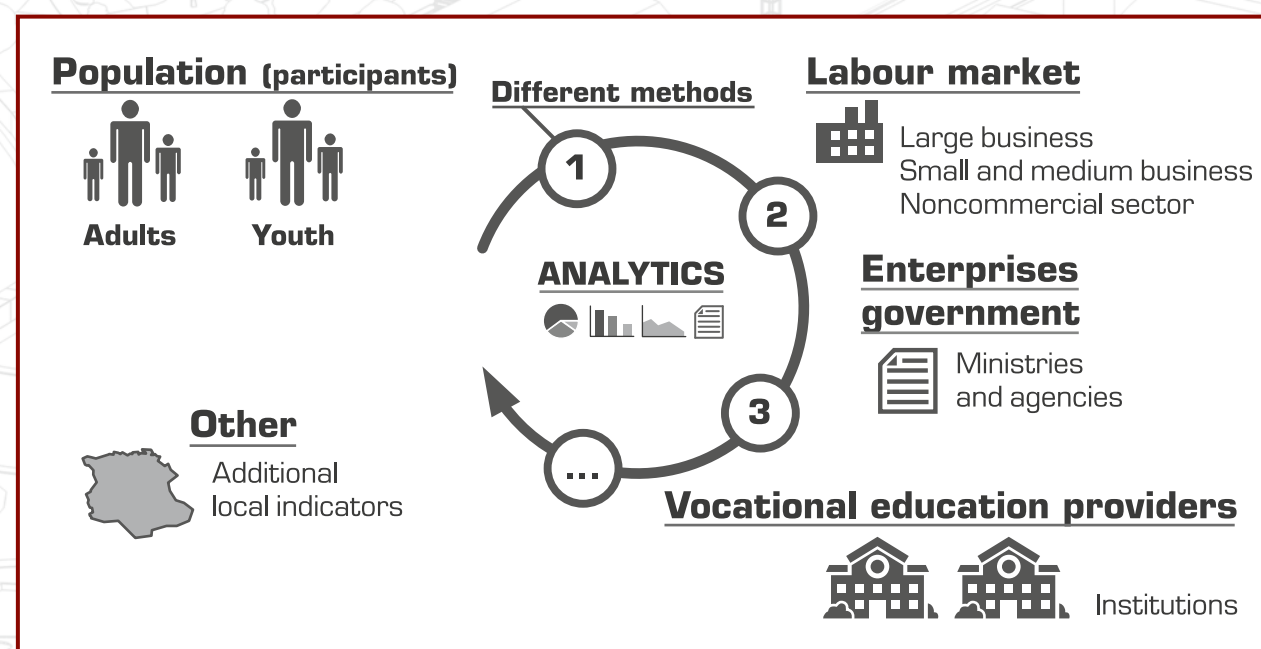 Population (participants)
Adults
Youth
Different methods
1
2
3
...
ANALYTICS
Labour market
Large business
Small and medium business
Noncommercial sector
Enterprises
government
Ministries
and agencies
Vocational education providers
Institutions
Other
Additional
local indicators